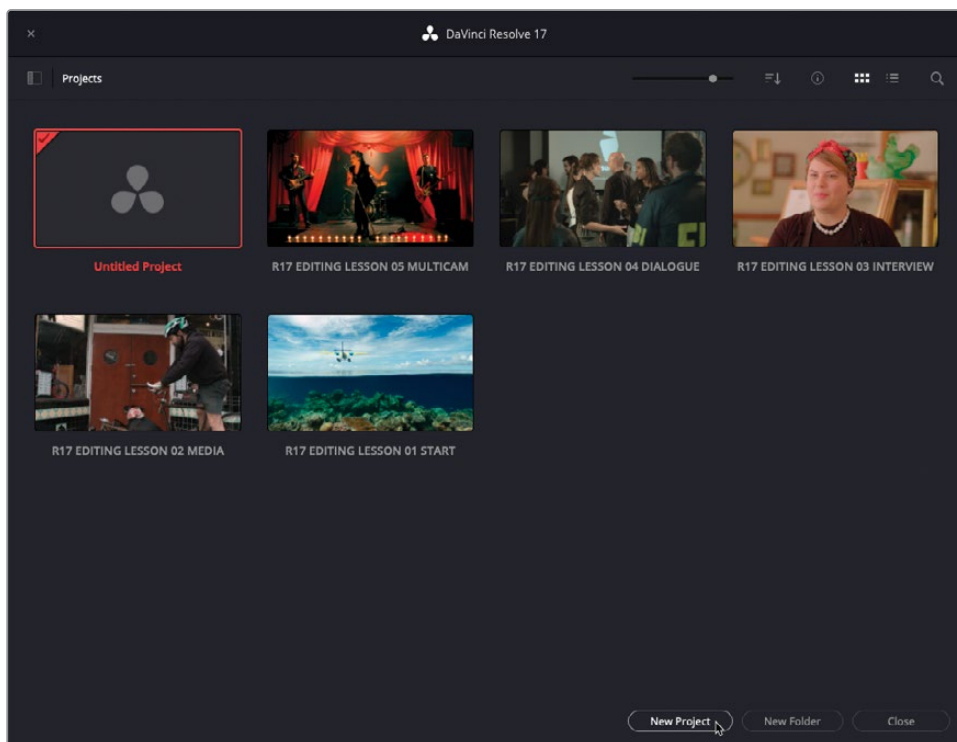 DaVinci Resolve 17
Projects
Untitled Project
R17 EDITING LESSON 05 MULTICAM
R17 EDITING LESSON 04 DIALOGUE
R17 EDITING LESSON 03 INTERVIEW
R17 EDITING LESSON 02 MEDIA
R17 EDITING LESSON 01 START
New Project
New Folder
Close